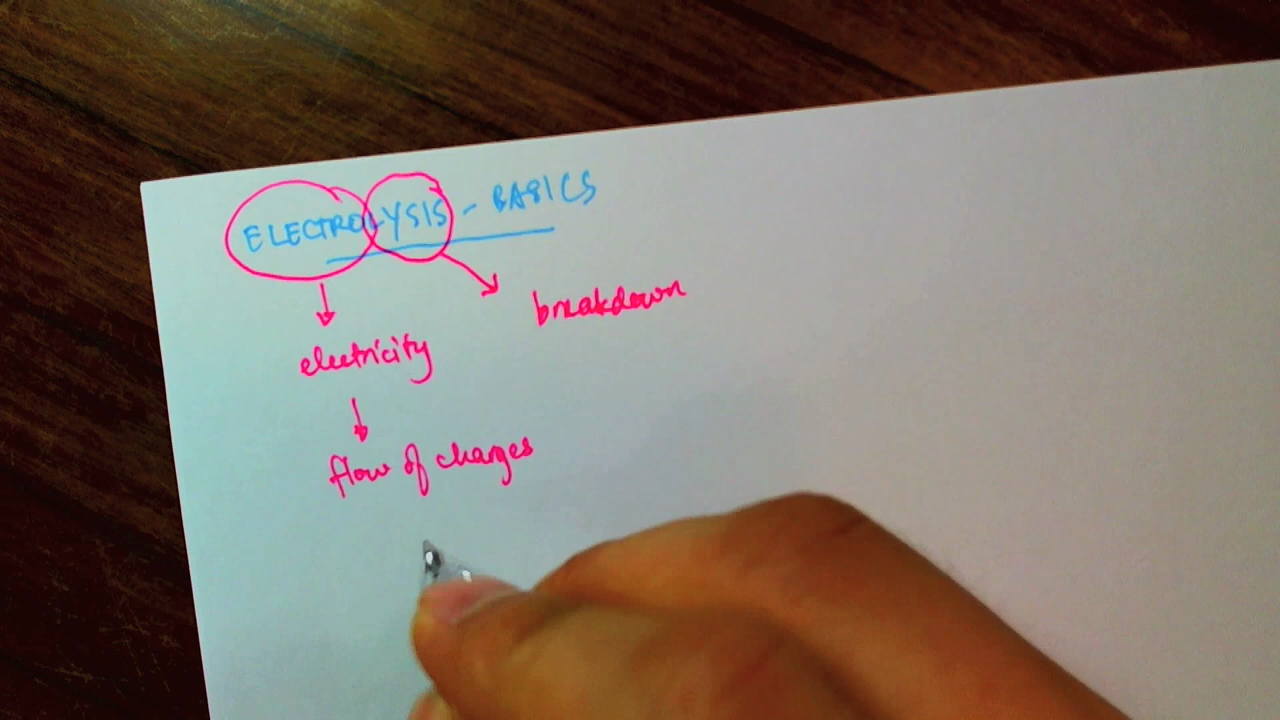 ELECTROLYSIS - BASICS
breakdown
electricity
flow of charges